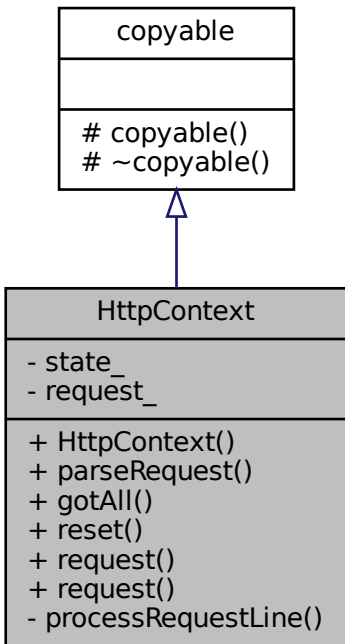 copyable
# copyable()
# ~copyable()
HttpContext
- state_
- request_
+ HttpContext()
+ parseRequest()
+ gotAll()
+ reset()
+ request()
+ request()
- processRequestLine()